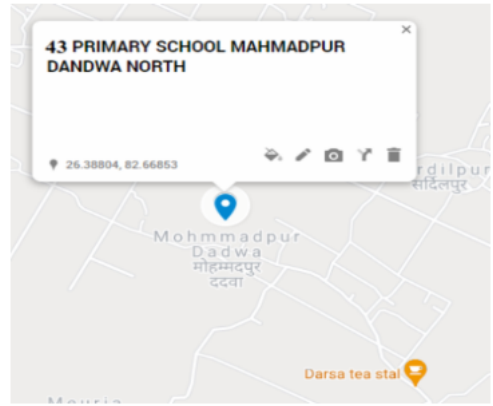 43 PRIMARY SCHOOL MAHMADPUR
DANDWA NORTH
26.38804, 82.66853
rdilpur
सर्दिलपुर
Mohmmadpur
Dadwa
मोहम्मदपुर
ददवा
Darsa tea stal
Mouria